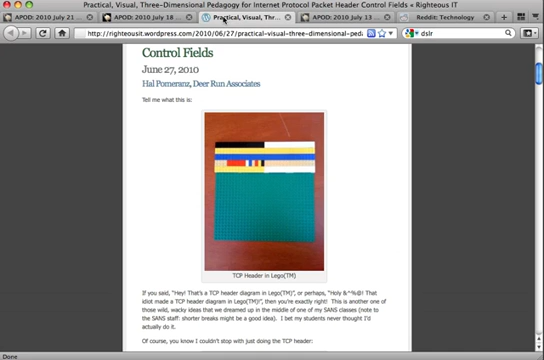 Practical, Visual, Three-Dimensional Pedagogy for Internet Protocol Packet Header Control Fields « Righteous IT
APOD: 2010 July 21
APOD: 2010 July 18
Practical, Visual, Thr...
APOD: 2010 July 13
Reddit: Technology
http://righteousit.wordpress.com/2010/06/27/practical-visual-three-dimensional-peda
dslr
Control Fields
June 27, 2010
Hal Pomeranz, Deer Run Associates
Tell me what this is:
TCP Header in Lego(TM)
If you said, "Hey! That's a TCP header diagram in Lego(TM)", or perhaps, "Holy &^%@! That
idiot made a TCP header diagram in Lego(TM)!", then you're exactly right! This is another one of
those wild, wacky ideas that we dreamed up in the middle of one of my SANS classes (note to
the SANS staff: shorter breaks might be a good idea). I bet my students never thought I'd
actually do it.
Of course, you know I couldn't stop with just doing the TCP header:
Done